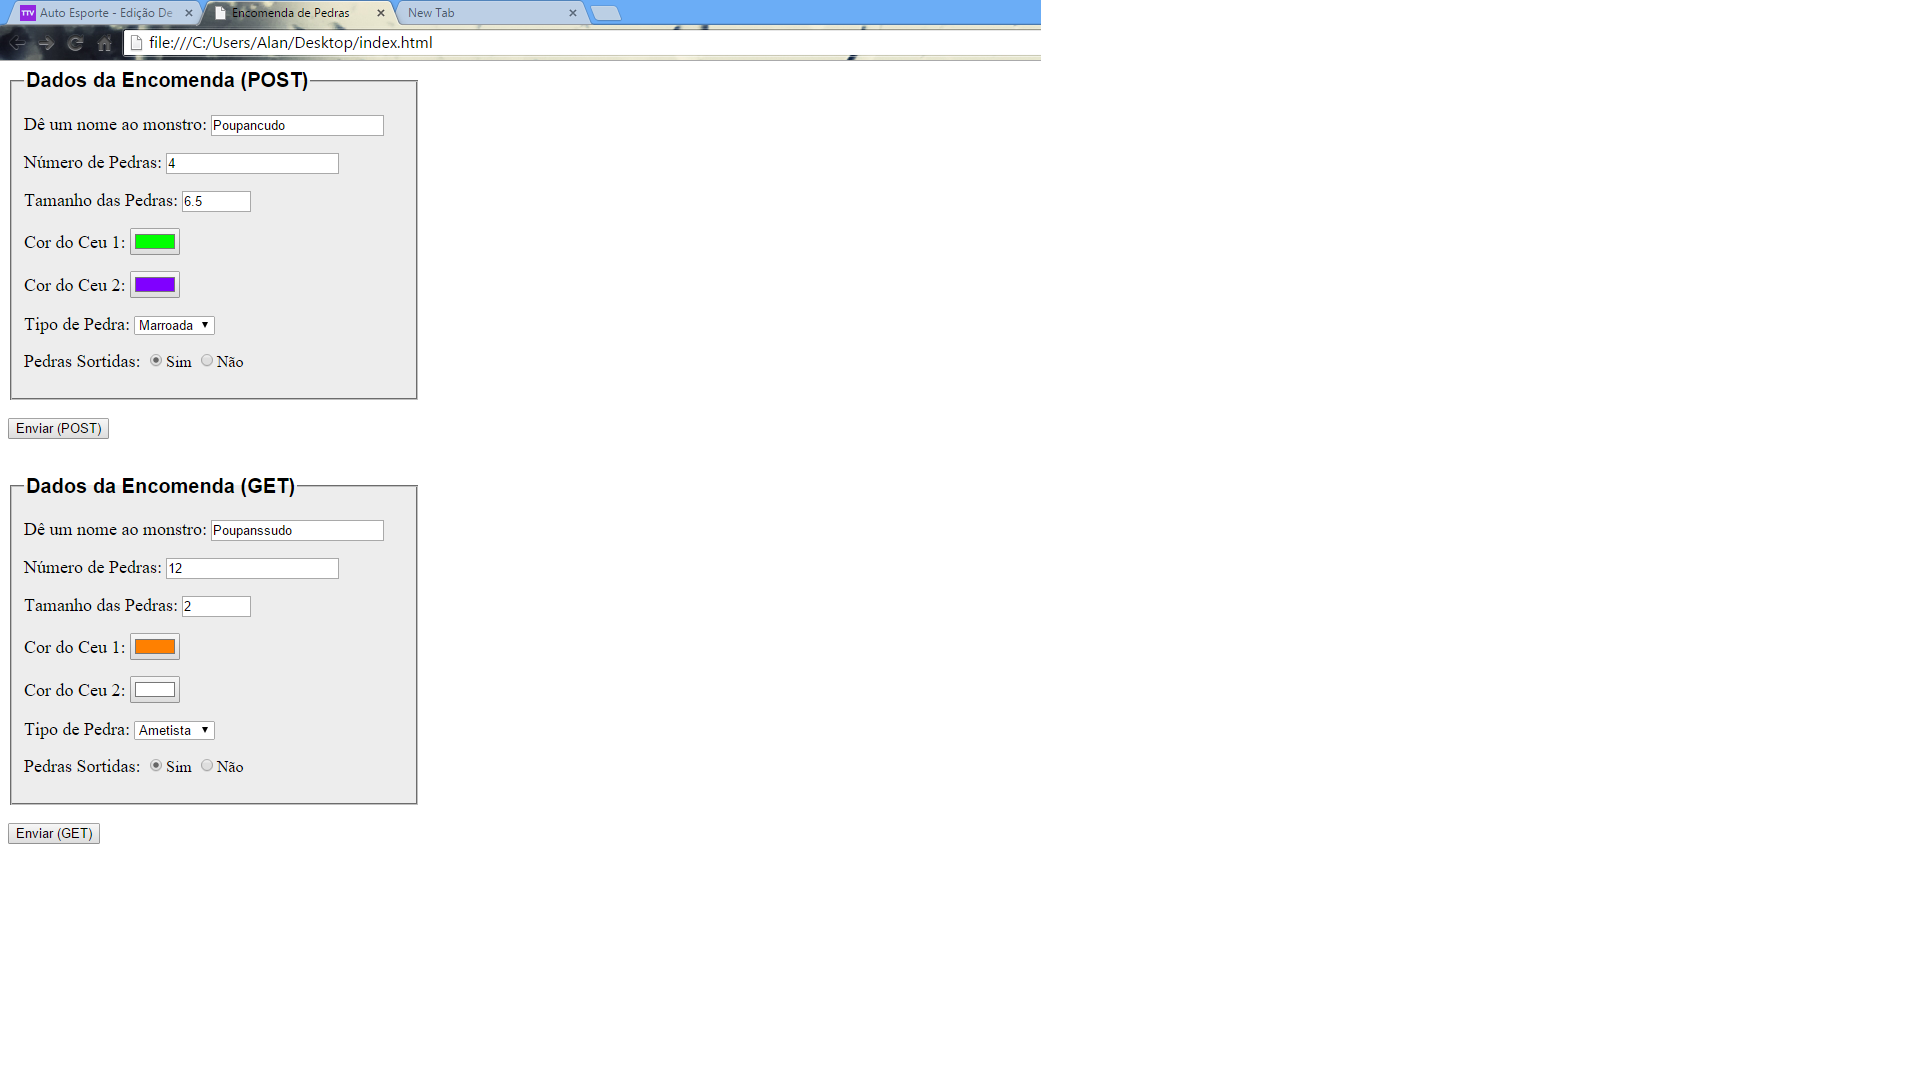 TTV Auto Esporte - Edição De
Encomenda de Pedras
New Tab
file:///C:/Users/Alan/Desktop/index.html
Dados da Encomenda (POST)
Dê um nome ao monstro: Poupancudo
Número de Pedras: 4
Tamanho das Pedras: 6.5
Cor do Ceu 1:
Cor do Ceu 2:
Tipo de Pedra: Marroada
Pedras Sortidas: Sim Não
Enviar (POST)
Dados da Encomenda (GET)
Dê um nome ao monstro: Poupanssudo
Número de Pedras: 12
Tamanho das Pedras: 2
Cor do Ceu 1:
Cor do Ceu 2:
Tipo de Pedra: Ametista
Pedras Sortidas: Sim Não
Enviar (GET)